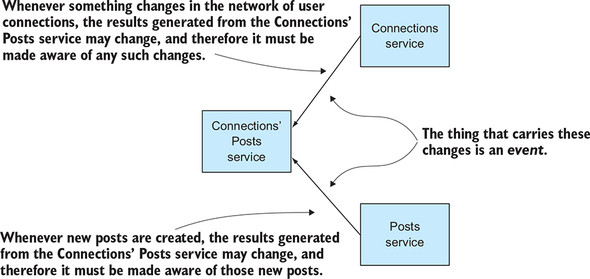 Whenever something changes in the network of user
connections, the results generated from the Connections’
Posts service may change, and therefore it must be
made aware of any such changes.
Connections
service
Connections’
Posts
service
The thing that carries these
changes is an event.
Posts
service
Whenever new posts are created, the results generated
from the Connections’ Posts service may change, and
therefore it must be made aware of those new posts.